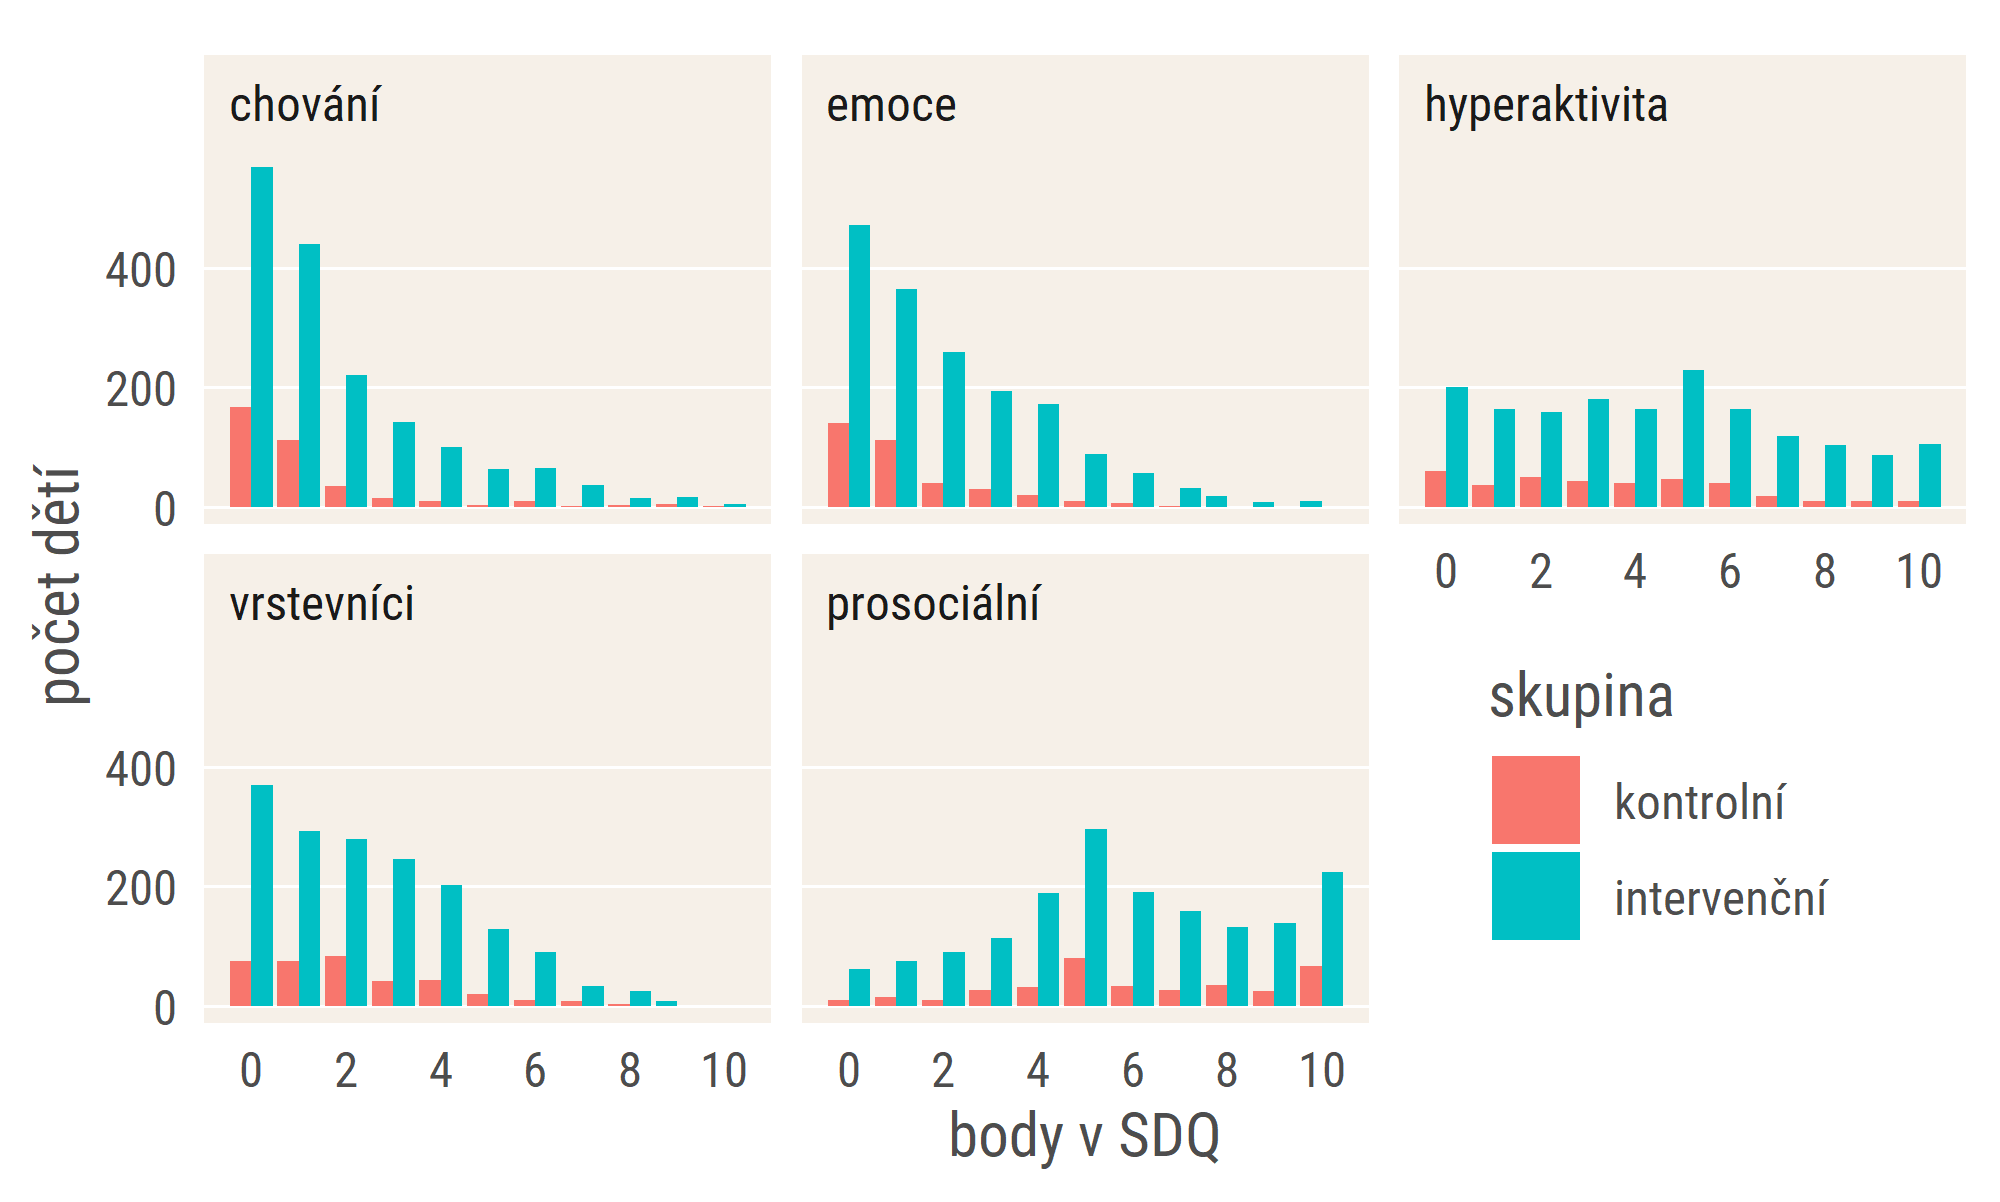 chování
emoce
hyperaktivita
400
200
0
0 2 4 6 8 10
vrstevníci
prosociální
400
200
0
0 2 4 6 8 10
0 2 4 6 8 10
počet dětí
body v SDQ
skupina
kontrolní
intervenční